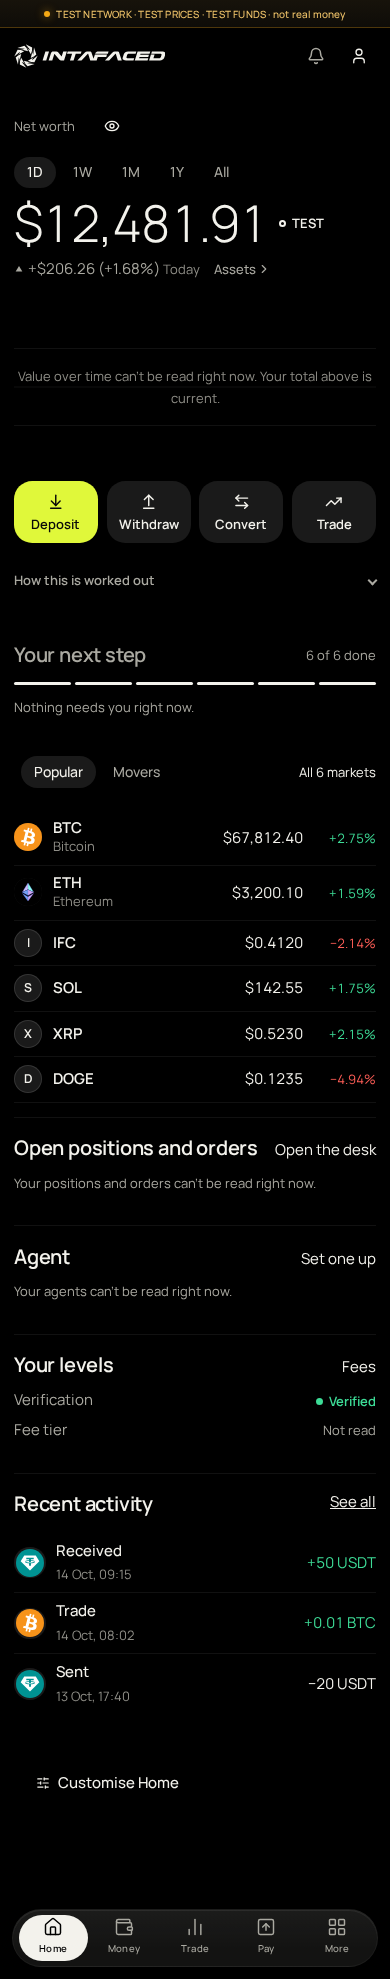 TEST NETWORK · TEST PRICES · TEST FUNDS · not real money
INTAFACED
Net worth
1D 1W 1M 1Y All
$12,481.91 TEST
+$206.26 (+1.68%) Today Assets
Value over time can't be read right now. Your total above is
current.
Deposit Withdraw Convert Trade
How this is worked out
Your next step 6 of 6 done
Nothing needs you right now.
Popular Movers All 6 markets
BTC
Bitcoin
$67,812.40 +2.75%
ETH
Ethereum
$3,200.10 +1.59%
I IFC $0.4120 −2.14%
S SOL $142.55 +1.75%
X XRP $0.5230 +2.15%
D DOGE $0.1235 −4.94%
Open positions and orders Open the desk
Your positions and orders can't be read right now.
Agent Set one up
Your agents can't be read right now.
Your levels Fees
Verification Verified
Fee tier Not read
Recent activity See all
Received
14 Oct, 09:15
+50 USDT
Trade
14 Oct, 08:02
+0.01 BTC
Sent
13 Oct, 17:40
−20 USDT
Customise Home
Home Money Trade Pay More